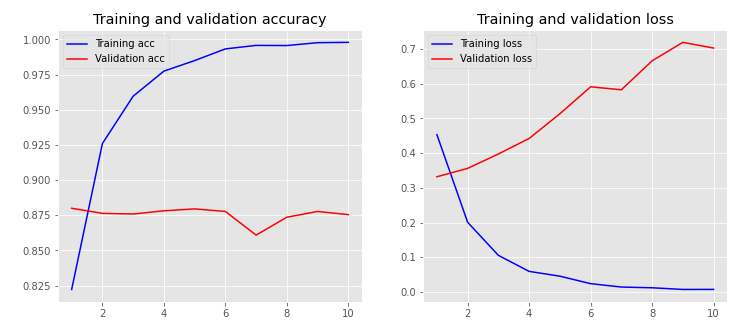 Training and validation accuracy
Training acc
Validation acc
1.000
0.975
0.950
0.925
0.900
0.875
0.850
0.825
2 4 6 8 10
Training and validation loss
Training loss
Validation loss
0.7
0.6
0.5
0.4
0.3
0.2
0.1
0.0
2 4 6 8 10